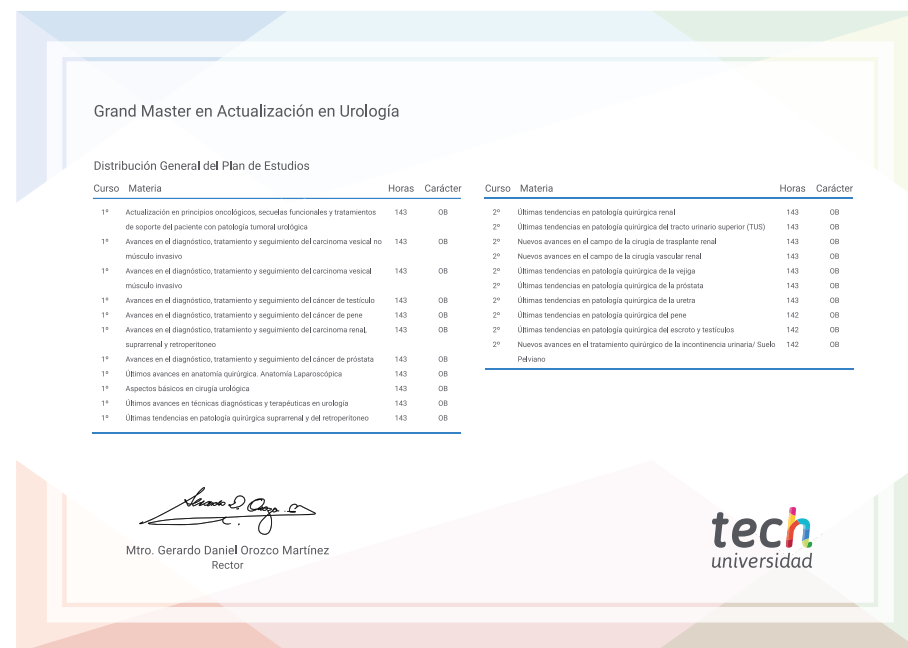 Grand Master en Actualización en Urología
Distribución General del Plan de Estudios
Curso Materia Horas Carácter
1º Actualización en principios oncológicos, secuelas funcionales y tratamientos 143 OB
de soporte del paciente con patología tumoral urológica
1º Avances en el diagnóstico, tratamiento y seguimiento del carcinoma vesical no 143 OB
músculo invasivo
1º Avances en el diagnóstico, tratamiento y seguimiento del carcinoma vesical 143 OB
músculo invasivo
1º Avances en el diagnóstico, tratamiento y seguimiento del cáncer de testículo 143 OB
1º Avances en el diagnóstico, tratamiento y seguimiento del cáncer de pene 143 OB
1º Avances en el diagnóstico, tratamiento y seguimiento del carcinoma renal, 143 OB
suprarrenal y retroperitoneo
1º Avances en el diagnóstico, tratamiento y seguimiento del cáncer de próstata 143 OB
1º Últimos avances en anatomía quirúrgica. Anatomía Laparoscópica 143 OB
1º Aspectos básicos en cirugía urológica 143 OB
1º Últimos avances en técnicas diagnósticas y terapéuticas en urología 143 OB
1º Últimas tendencias en patología quirúrgica suprarrenal y del retroperitoneo 143 OB
Curso Materia Horas Carácter
2º Últimas tendencias en patología quirúrgica renal 143 OB
2º Últimas tendencias en patología quirúrgica del tracto urinario superior (TUS) 143 OB
2º Nuevos avances en el campo de la cirugía de trasplante renal 143 OB
2º Nuevos avances en el campo de la cirugía vascular renal 143 OB
2º Últimas tendencias en patología quirúrgica de la vejiga 143 OB
2º Últimas tendencias en patología quirúrgica de la próstata 143 OB
2º Últimas tendencias en patología quirúrgica de la uretra 143 OB
2º Últimas tendencias en patología quirúrgica del pene 142 OB
2º Últimas tendencias en patología quirúrgica del escroto y testículos 142 OB
2º Nuevos avances en el tratamiento quirúrgico de la incontinencia urinaria/ Suelo 142 OB
Pelviano
Mtro. Gerardo Daniel Orozco Martínez
Rector
tech
universidad